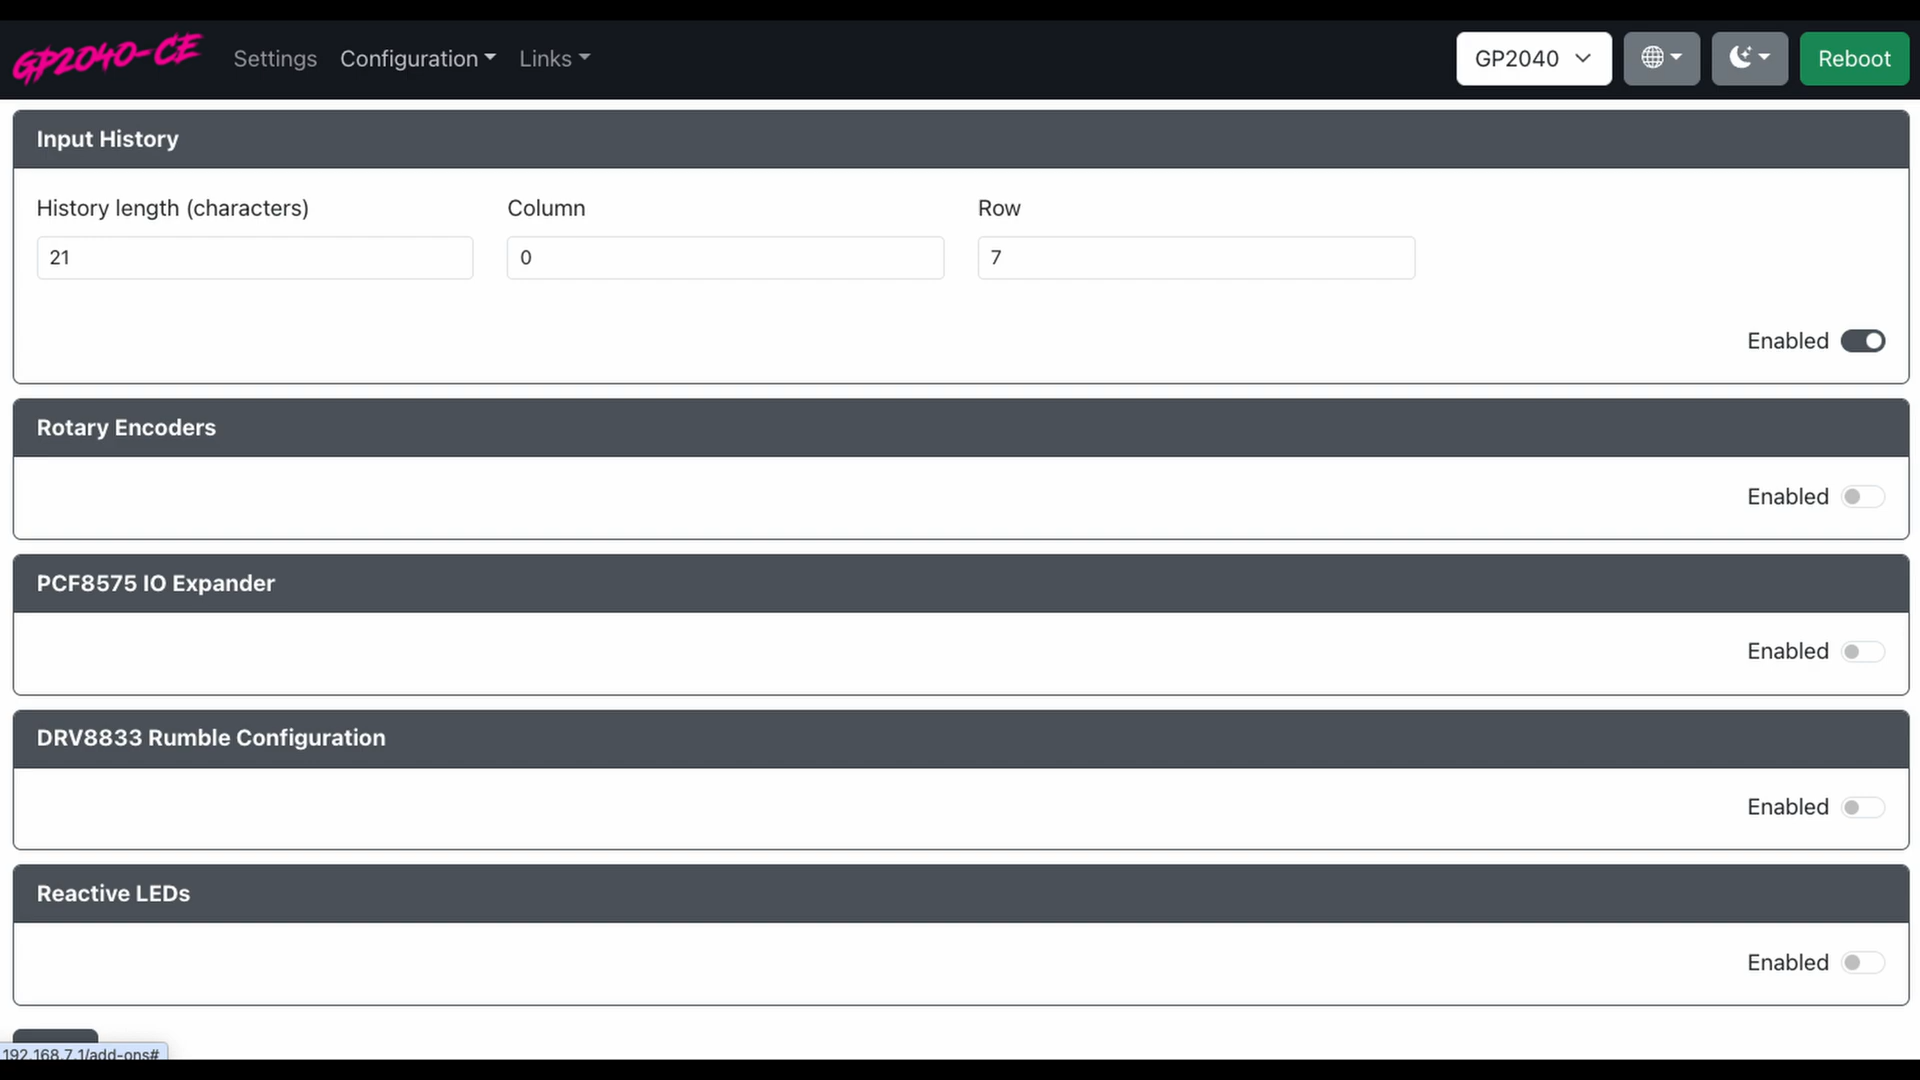 GP2040-CE Settings Configuration Links GP2040 Reboot
Input History
History length (characters) Column Row
21 0 7
Enabled
Rotary Encoders
Enabled
PCF8575 IO Expander
Enabled
DRV8833 Rumble Configuration
Enabled
Reactive LEDs
Enabled
192.168.7.1/add-ons#